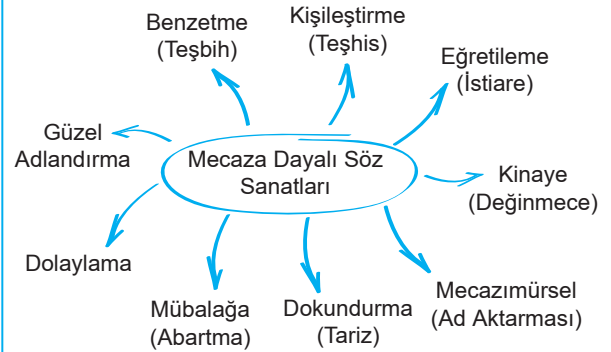 Benzetme
(Teşbih)
Kişileştirme
(Teşhis)
Eğretileme
(İstiare)
Güzel
Adlandırma
Mecaza Dayalı Söz
Sanatları
Kinaye
(Değinmece)
Dolaylama
Mübalağa
(Abartma)
Dokundurma
(Tariz)
Mecazımürsel
(Ad Aktarması)